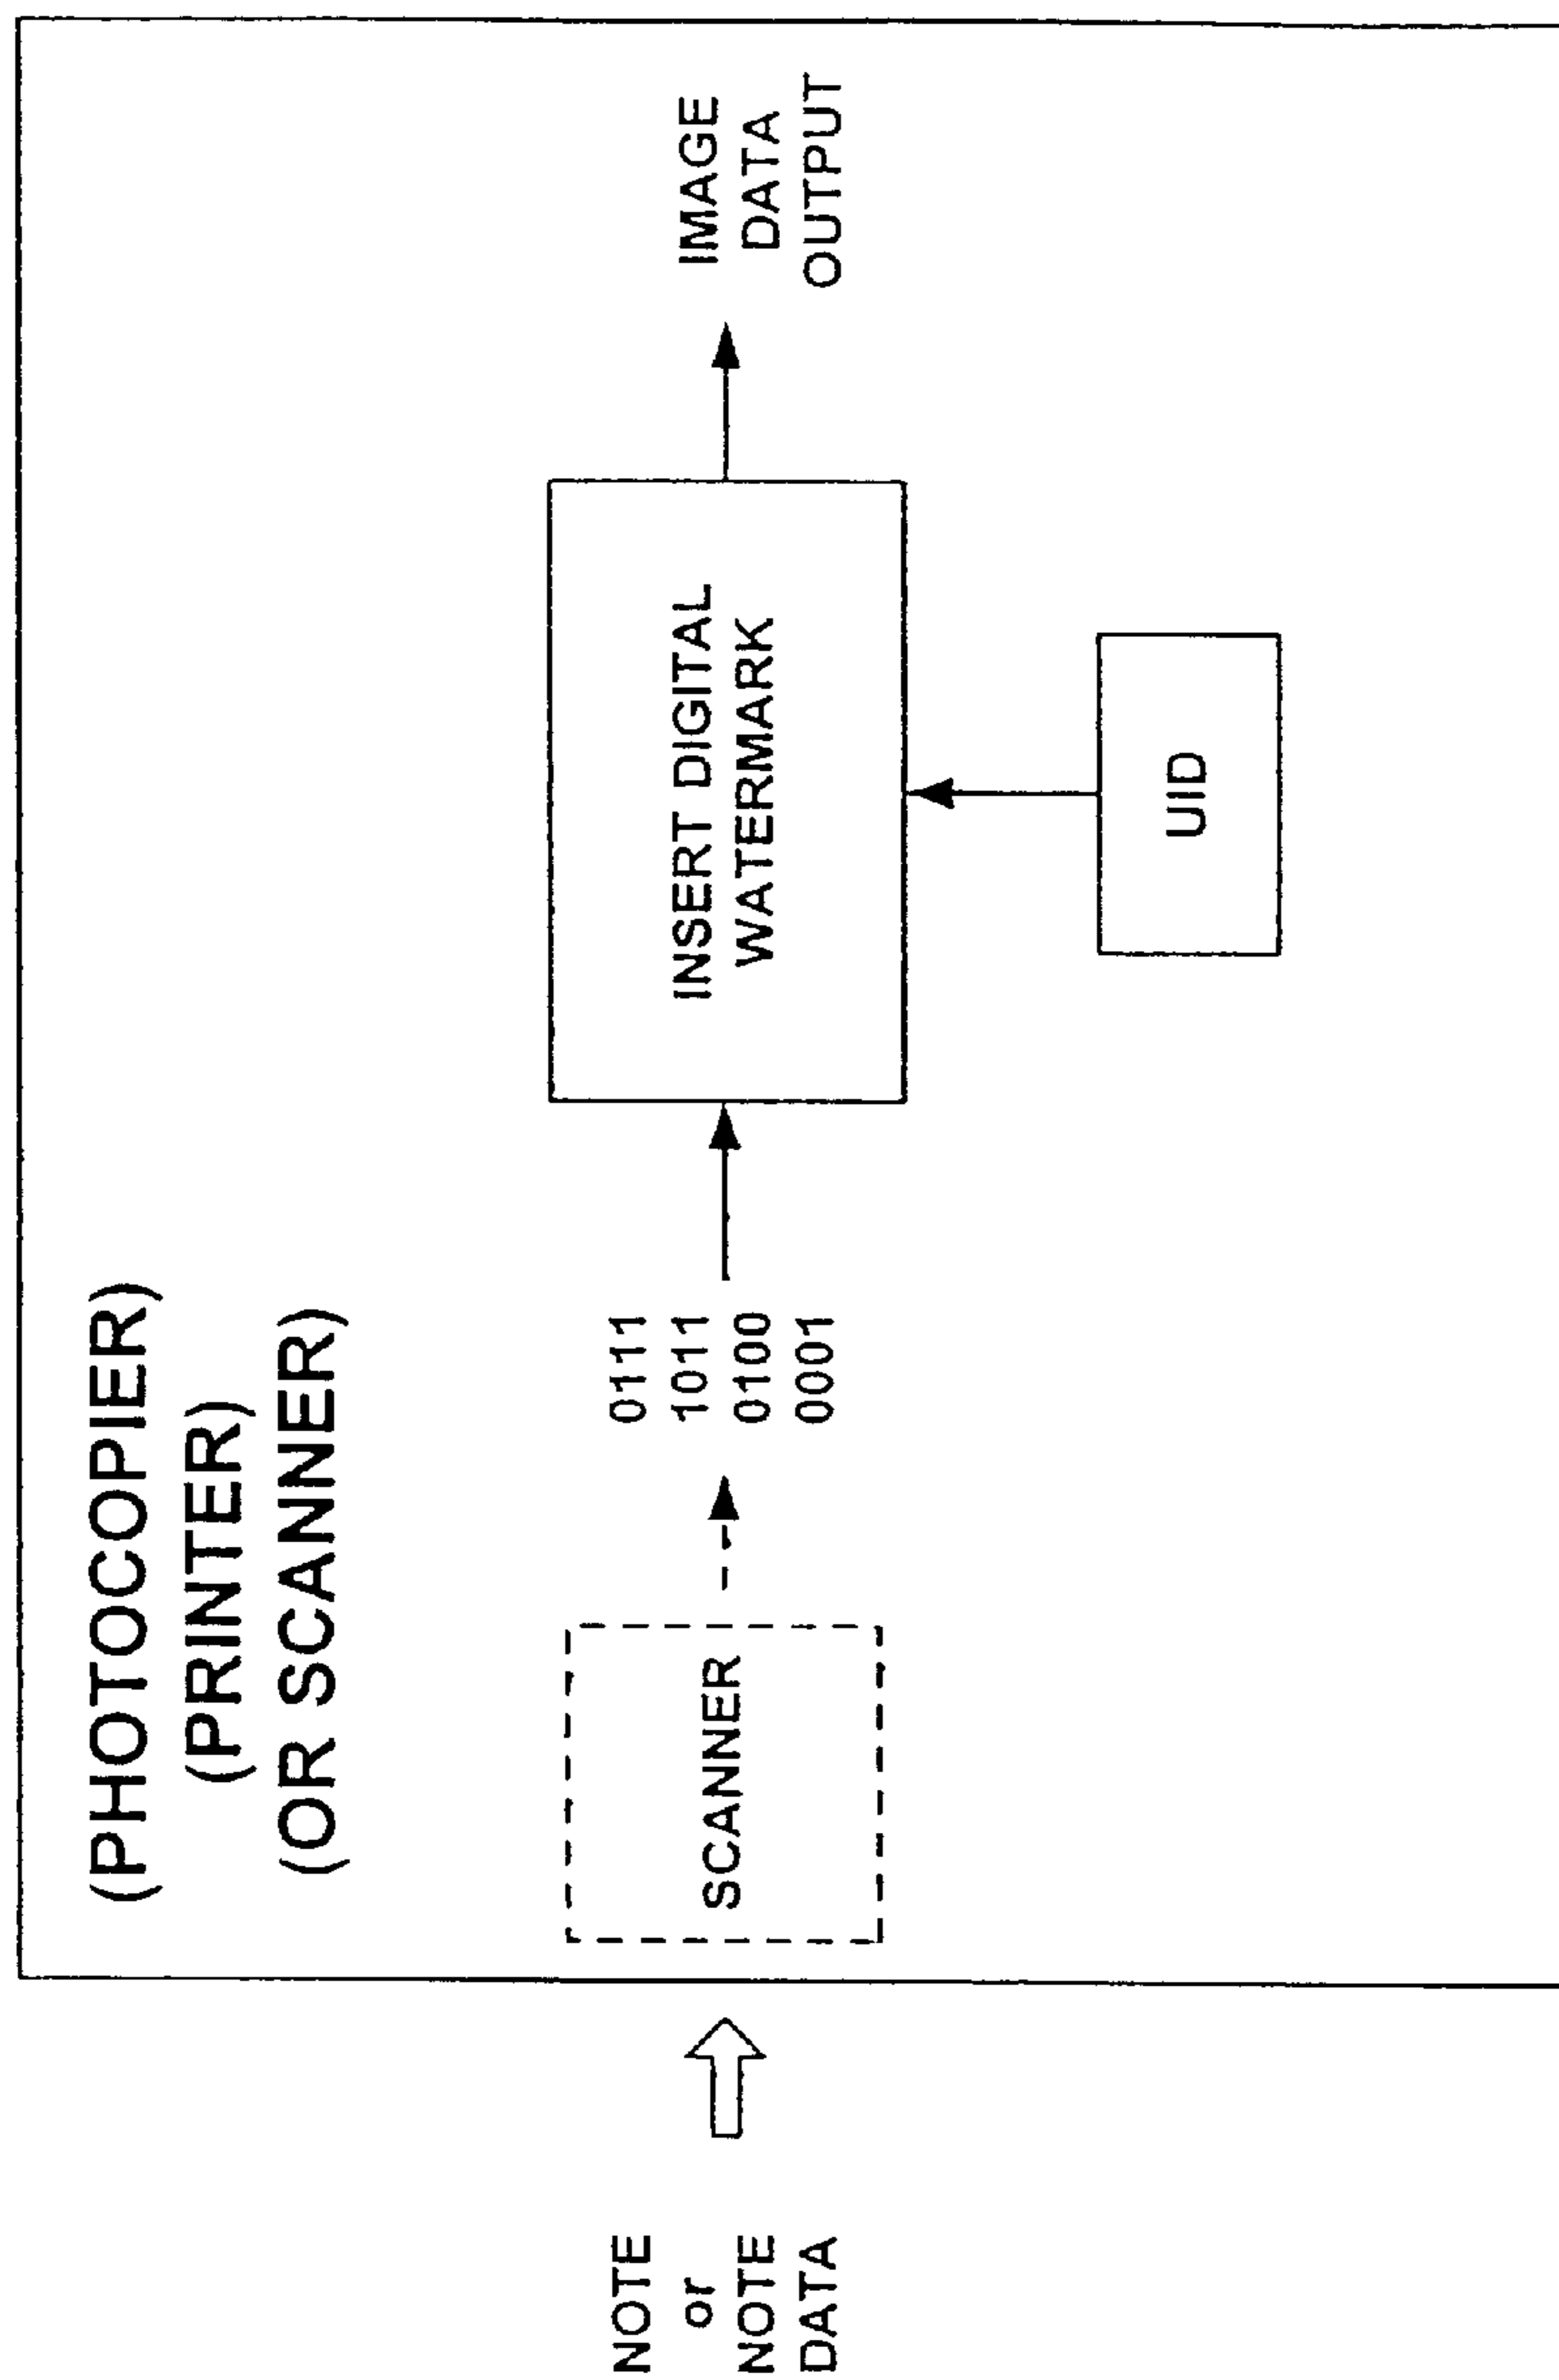 (PHOTOCOPIER)
(PRINTER)
(OR SCANNER)
NOTE
or
NOTE
DATA
SCANNER
0111
1011
0100
0001
INSERT DIGITAL
WATERMARK
UID
IMAGE
DATA
OUTPUT